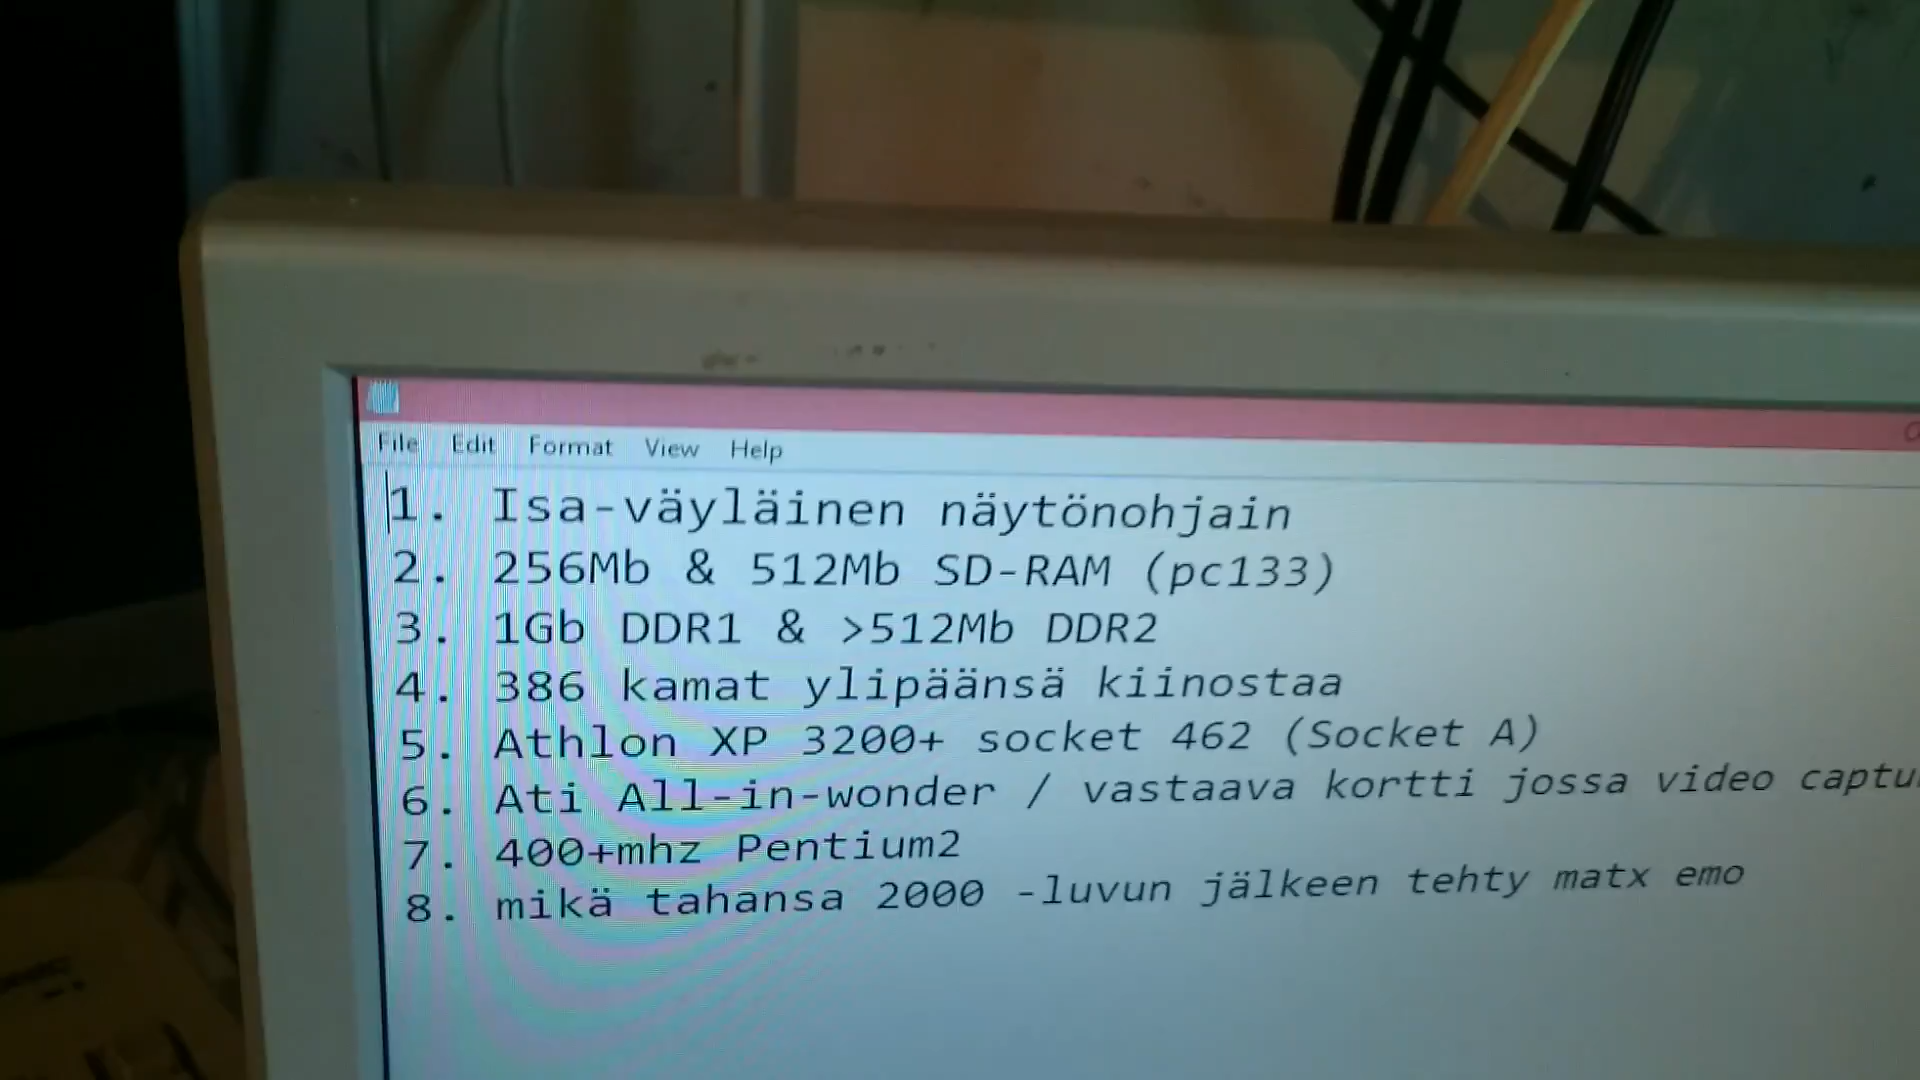 File Edit Format View Help
1. Isa-väyläinen näytönohjain
2. 256Mb & 512Mb SD-RAM (pc133)
3. 1Gb DDR1 & >512Mb DDR2
4. 386 kamat ylipäänsä kiinostaa
5. Athlon XP 3200+ socket 462 (Socket A)
6. Ati All-in-wonder / vastaava kortti jossa video captu
7. 400+mhz Pentium2
8. mikä tahansa 2000 -luvun jälkeen tehty matx emo